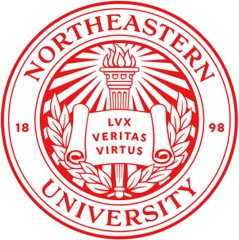 NORTHEASTERN
LVX
18 VERITAS 98
VIRTUS
UNIVERSITY